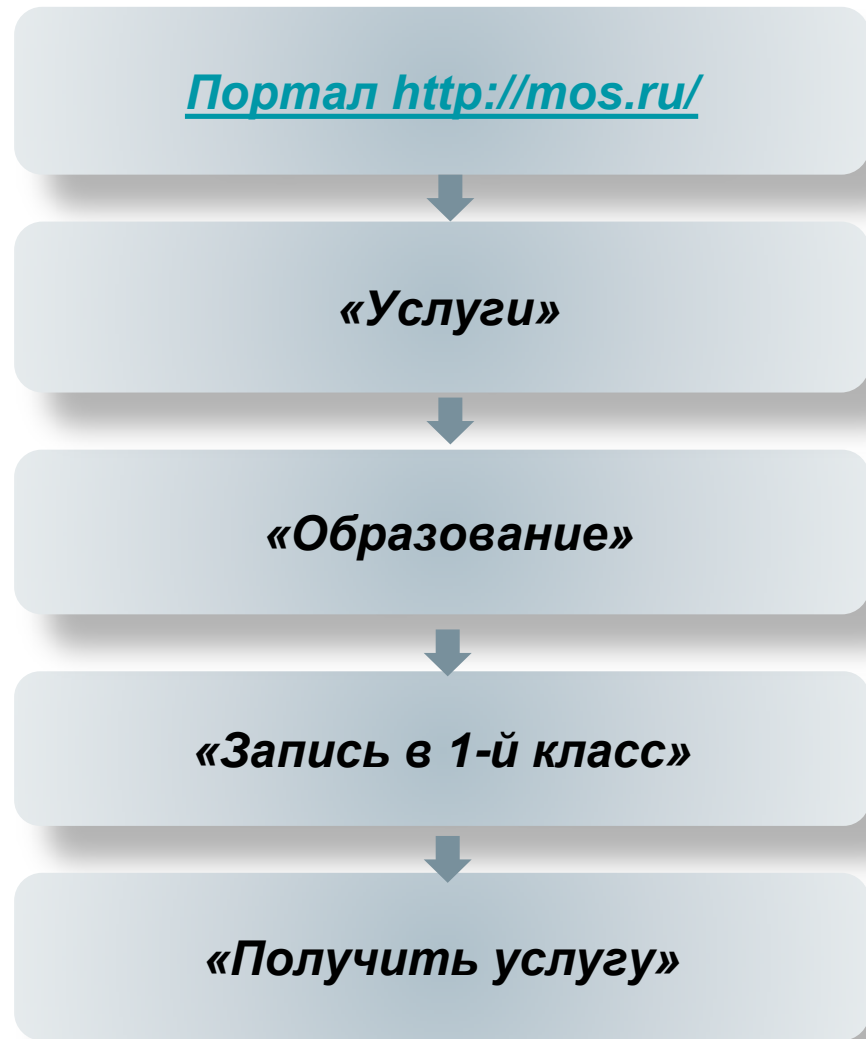 Портал http://mos.ru/
«Услуги»
«Образование»
«Запись в 1-й класс»
«Получить услугу»